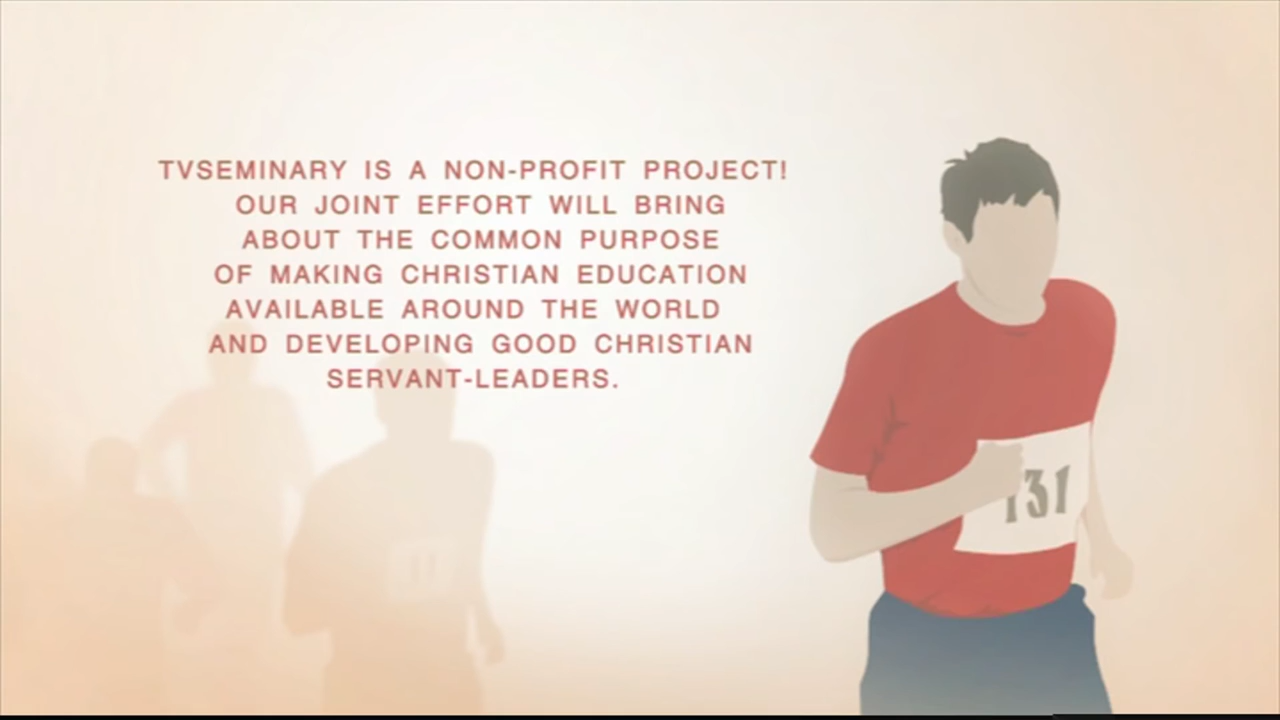 TVSEMINARY IS A NON-PROFIT PROJECT!
OUR JOINT EFFORT WILL BRING
ABOUT THE COMMON PURPOSE
OF MAKING CHRISTIAN EDUCATION
AVAILABLE AROUND THE WORLD
AND DEVELOPING GOOD CHRISTIAN
SERVANT-LEADERS.
131
11